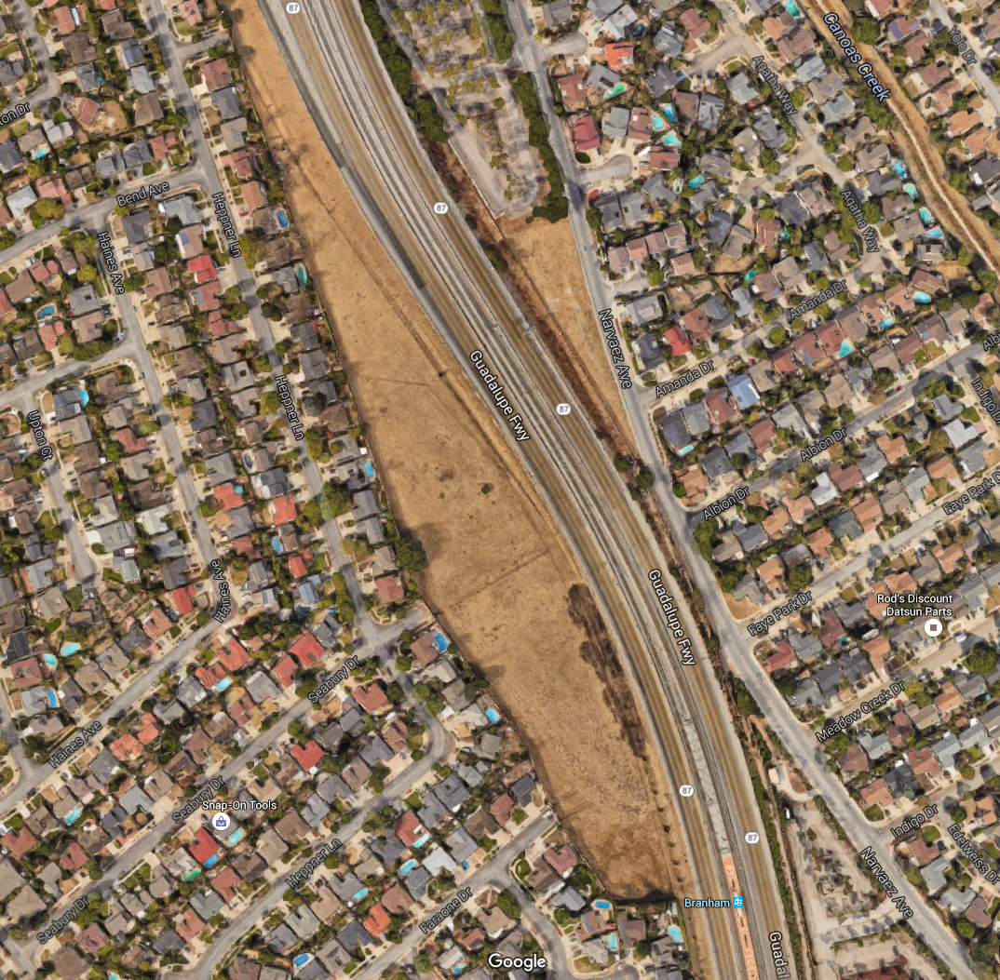 87
Canoas Creek
Yolo Dr
Agatha Way
ton Dr
Bend Ave
Heppner Ln
87
Agatha Way
Haines Ave
Narvaez Ave
Amanda Dr
Alb
Guadalupe Fwy
Amanda Dr
Heppner Ln
87
Indigo D
Upton Ct
Albion Dr
Albion Dr
Faye Park D
Haines Ave
Guadalupe Fwy
Faye Park Dr
Rod's Discount
Datsun Parts
Seabury Dr
Meadow Creek Dr
Haines Ave
87
Seabury Dr
Snap-On Tools
Indigo Dr
87
Edelweiss Dr
Heppner Ln
Narvaez Ave
Faraone Dr
Branham
Seabury Dr
Guadal
Google